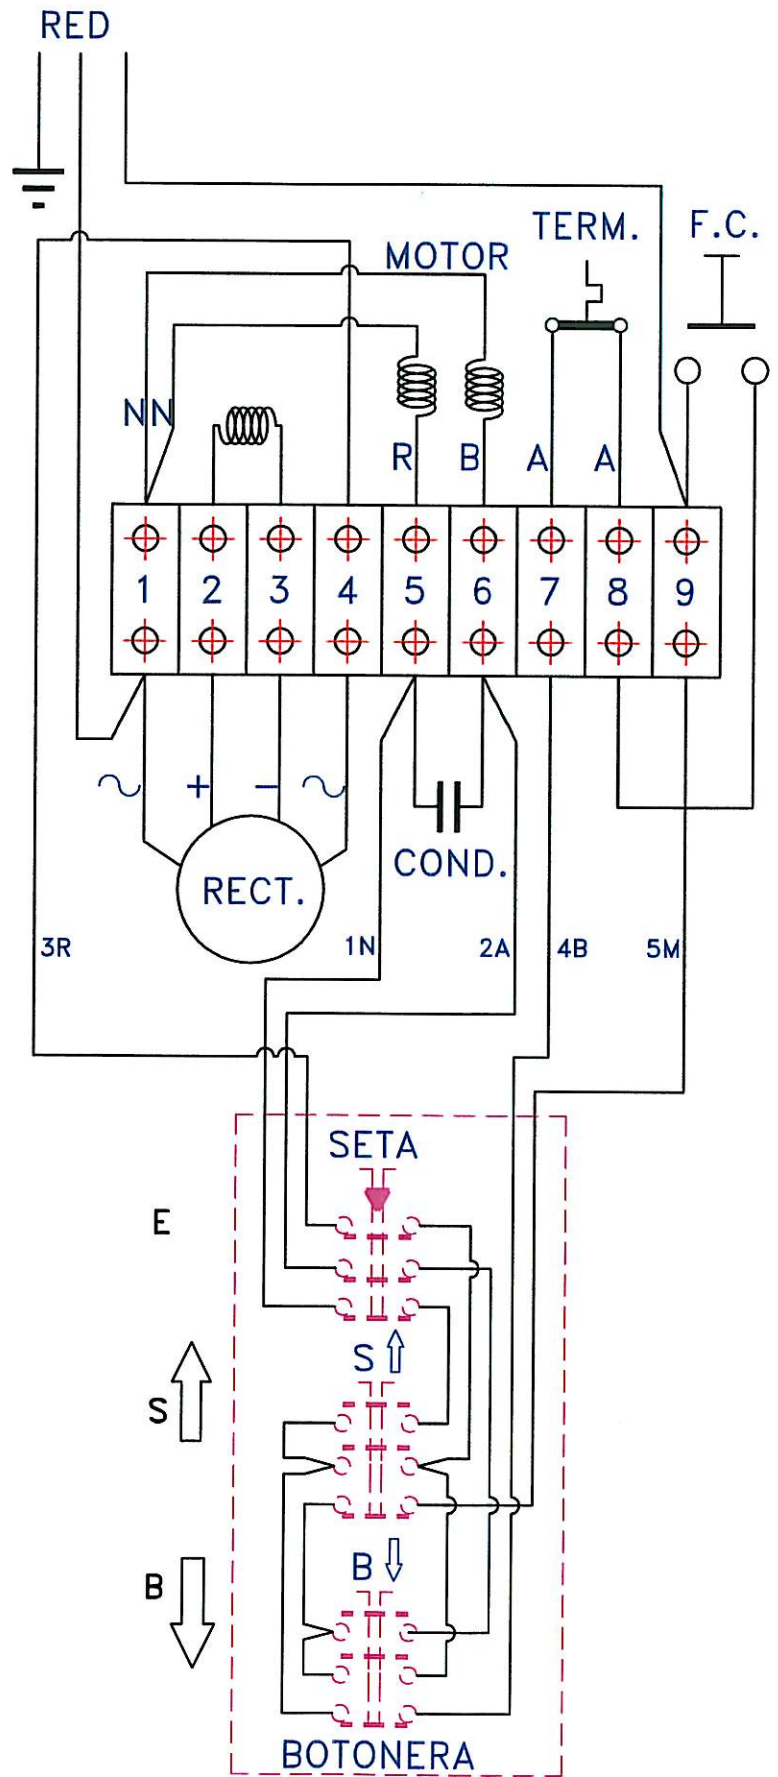 RED
TERM. F.C.
MOTOR
NN
R B A A
1 2 3 4 5 6 7 8 9
+ −
COND.
RECT.
3R 1N 2A 4B 5M
SETA
E
S
S
B
B
BOTONERA